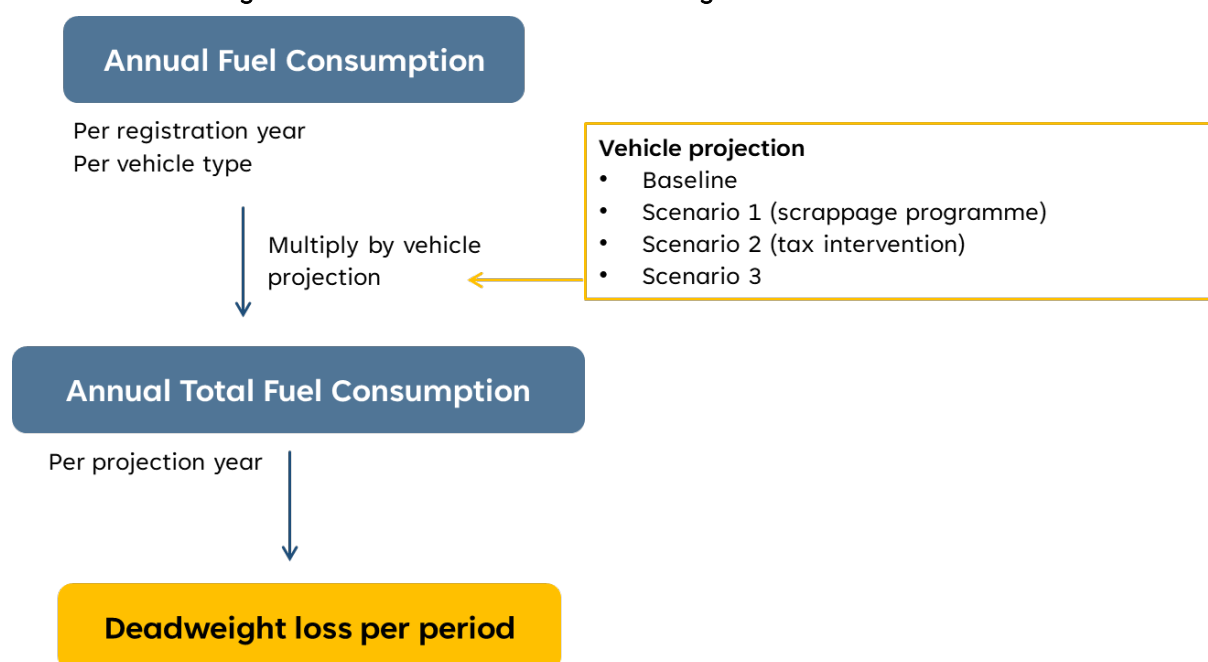 Annual Fuel Consumption
Per registration year
Per vehicle type
Vehicle projection
• Baseline
• Scenario 1 (scrappage programme)
• Scenario 2 (tax intervention)
• Scenario 3
Multiply by vehicle
projection
Annual Total Fuel Consumption
Per projection year
Deadweight loss per period